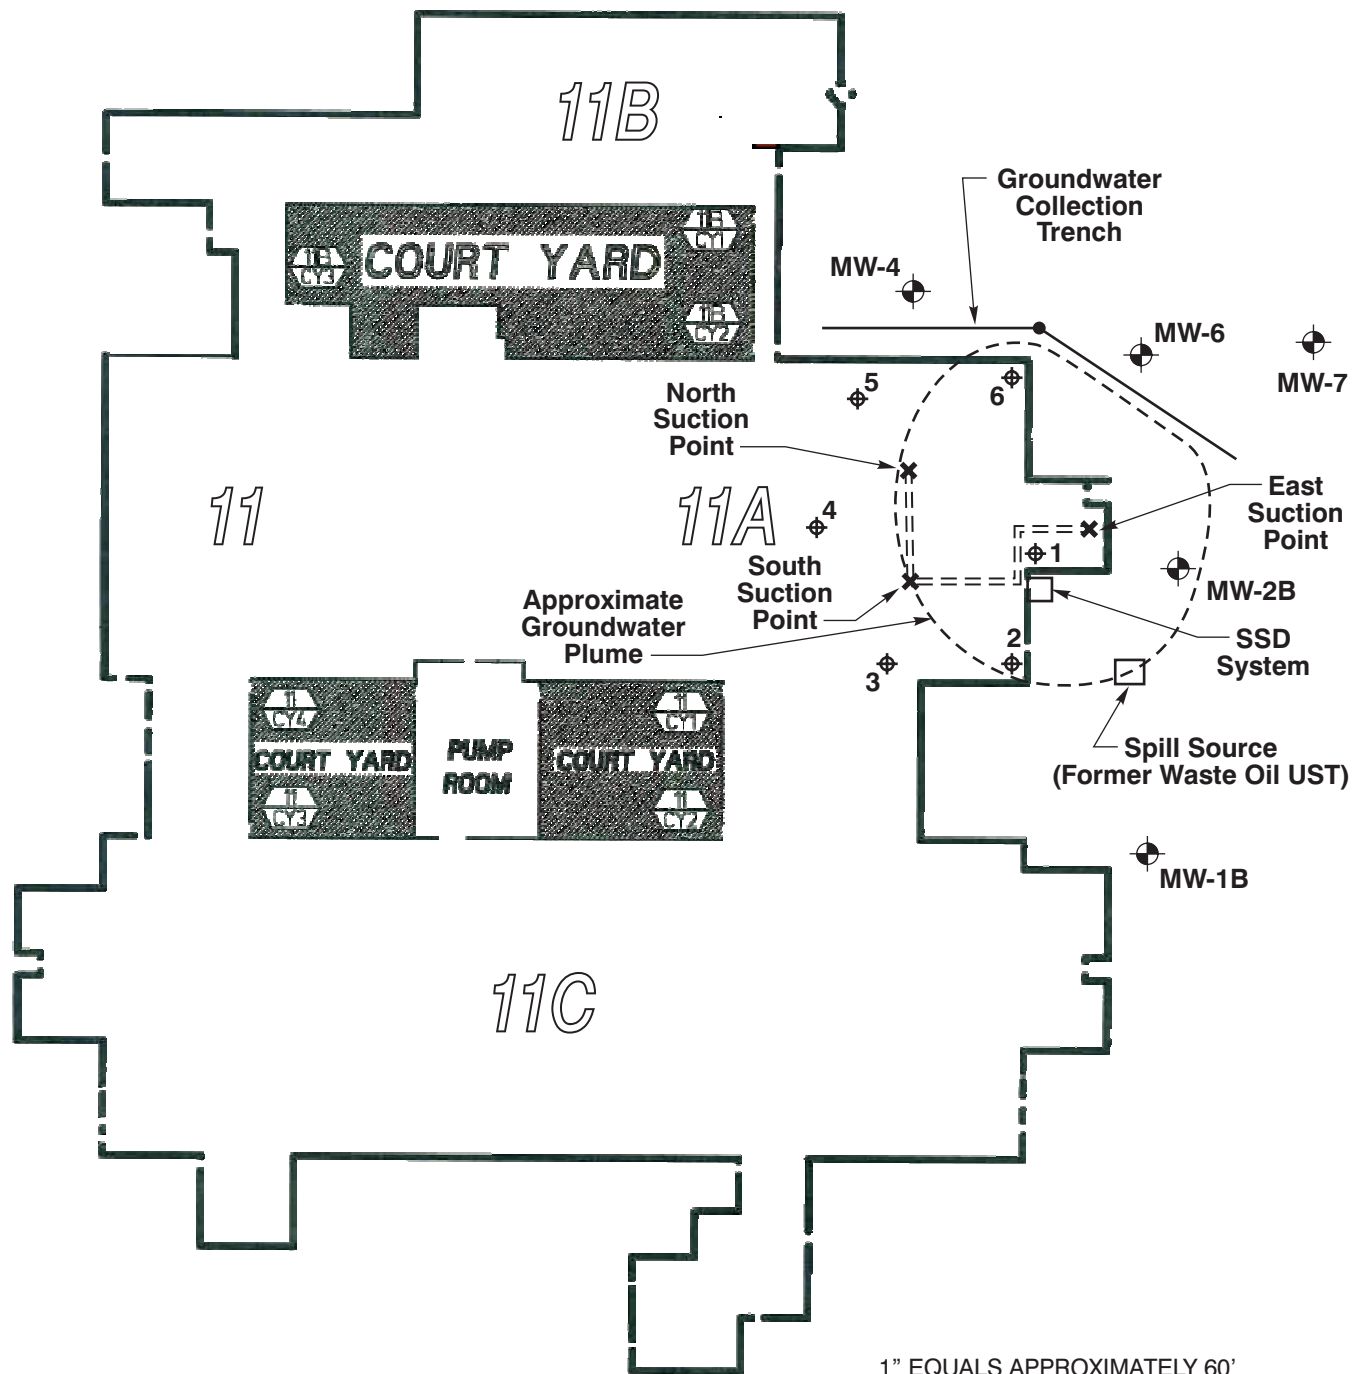 11B
Groundwater
Collection
Trench
11B
CY1
COURT YARD
11B
CY3
11B
CY2
MW-4
MW-6
MW-7
North
Suction
Point
5
6
11
11A
4
East
Suction
Point
1
South
Suction
Point
MW-2B
Approximate
Groundwater
Plume
SSD
System
2
3
11
CY4
11
CY1
COURT YARD
PUMP
ROOM
COURT YARD
11
CY3
11
CY2
Spill Source
(Former Waste Oil UST)
MW-1B
11C
1” EQUALS APPROXIMATELY 60’